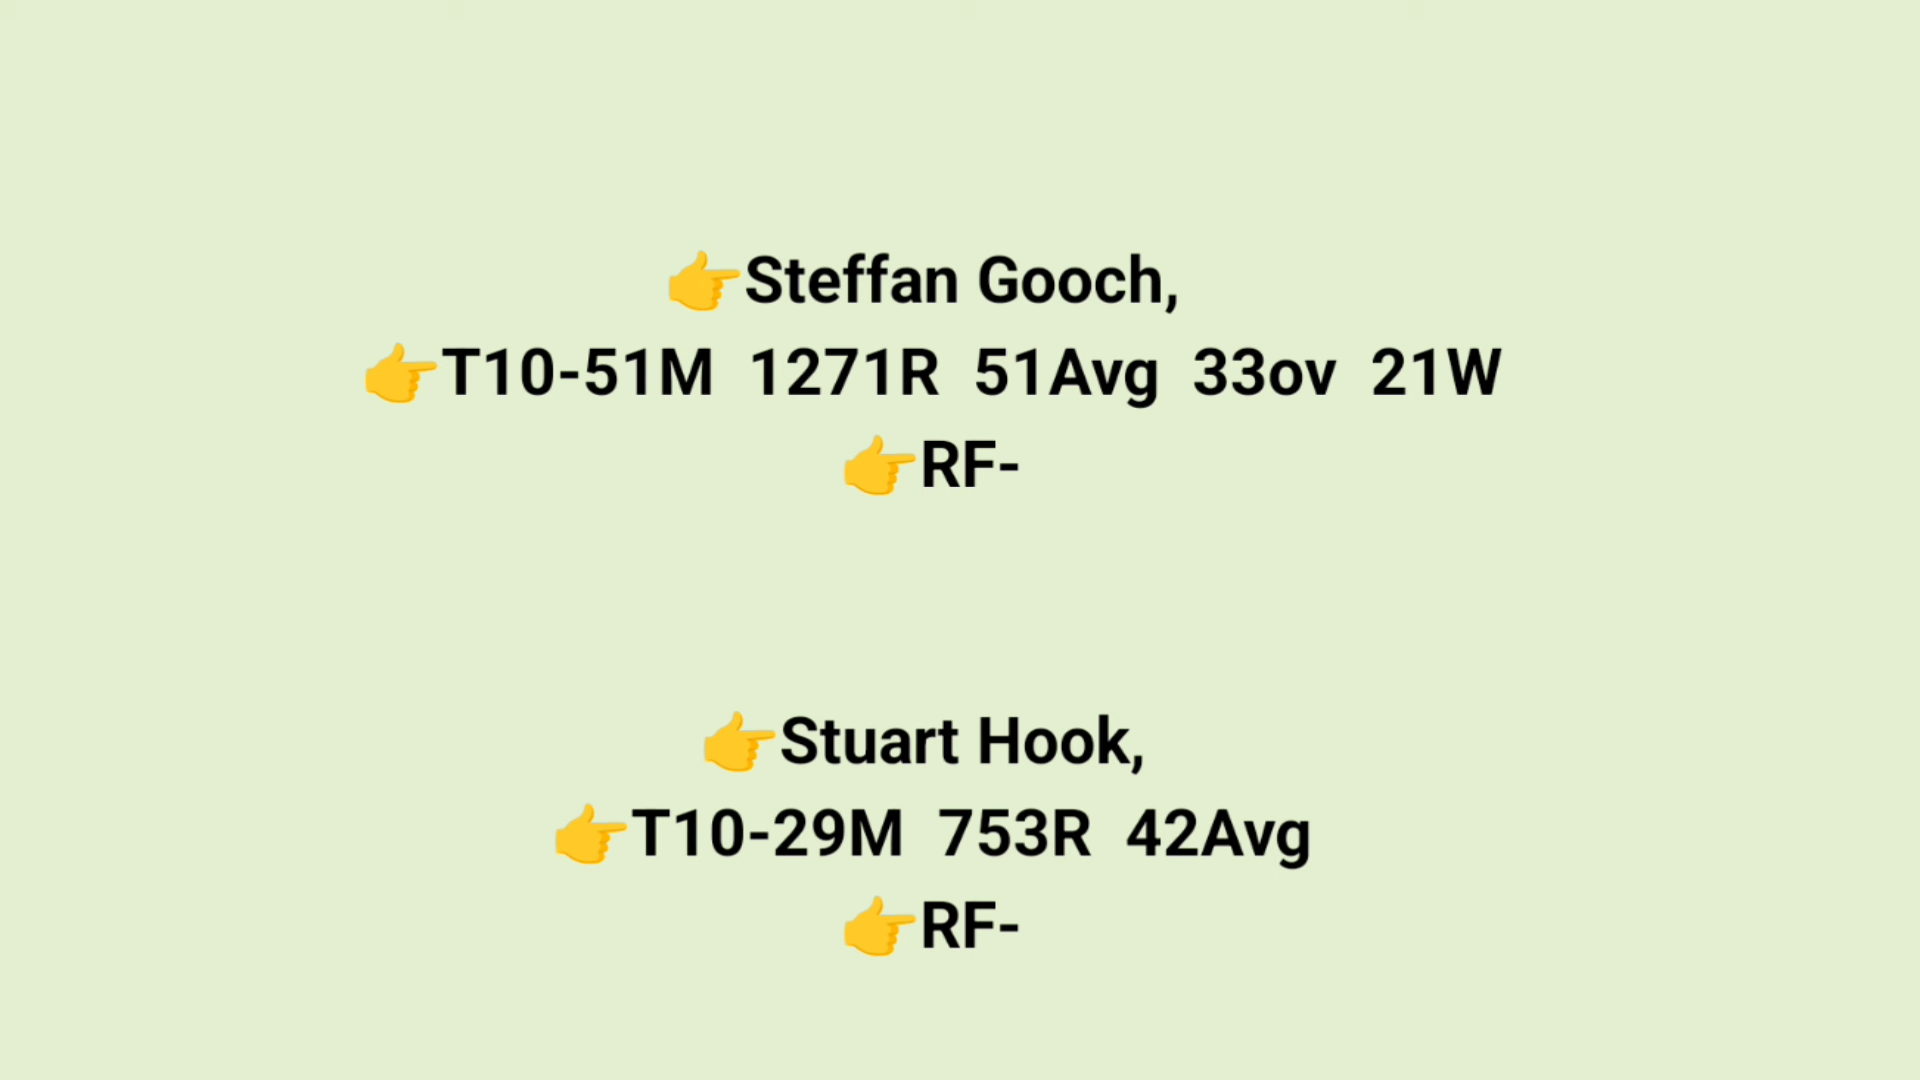 👉Steffan Gooch,
👉T10-51M 1271R 51Avg 33ov 21W
👉RF-
👉Stuart Hook,
👉T10-29M 753R 42Avg
👉RF-